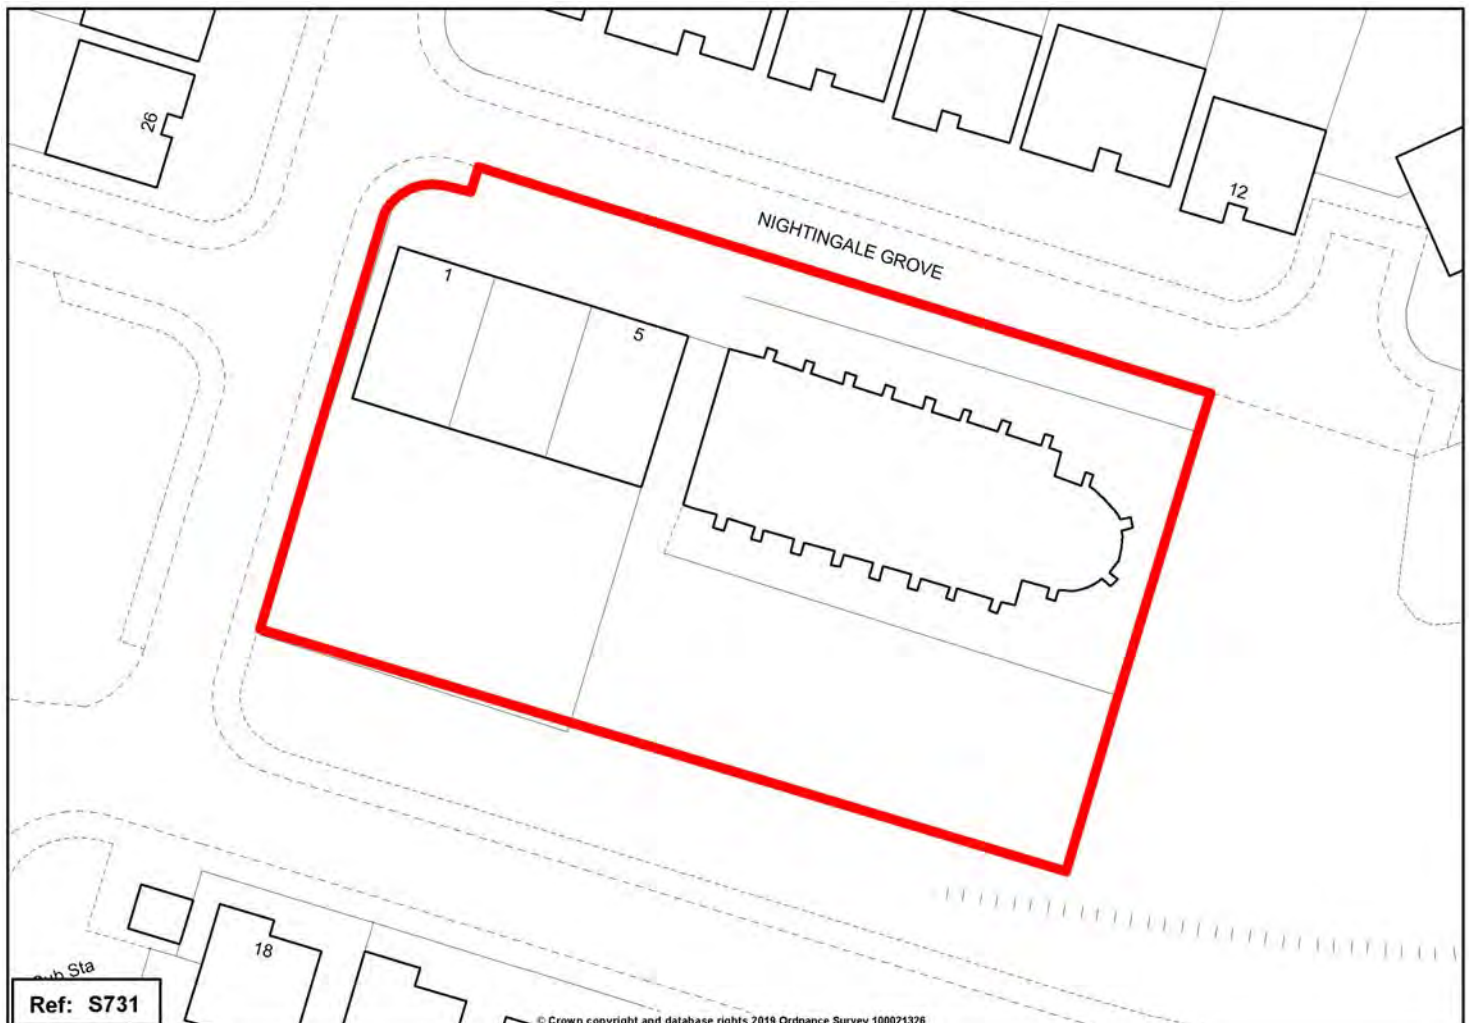 26
12
NIGHTINGALE GROVE
1
5
18
Sub Sta
Ref: S731
© Crown copyright and database rights 2019 Ordnance Survey 100021326